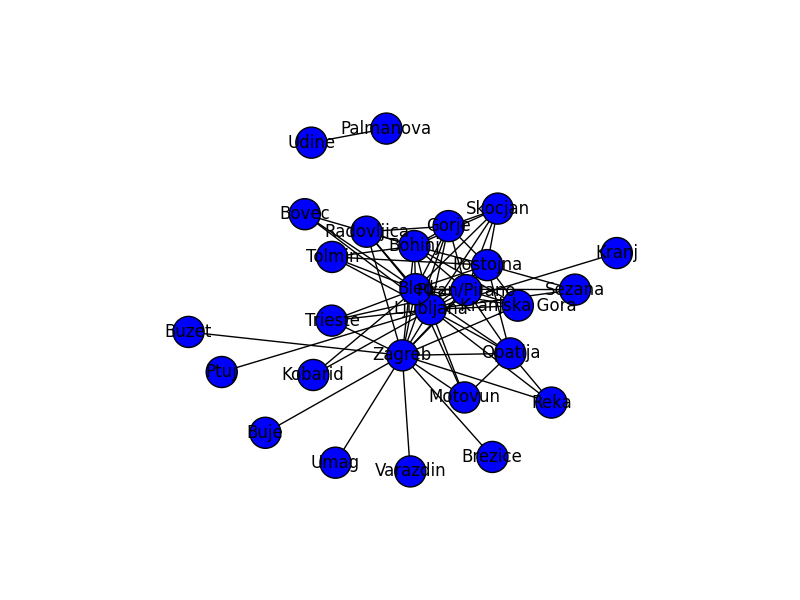 Palmanova
Udine
Skocjan
Bovec
Gorje
Radovljica
Bohinj
Tolmin
Kranj
Postojna
Bled
Piran/Pirano
Sezana
Kranjska Gora
Ljubljana
Trieste
Buzet
Zagreb
Opatija
Ptuj
Kobarid
Motovun
Reka
Buje
Umag
Varazdin
Brezice